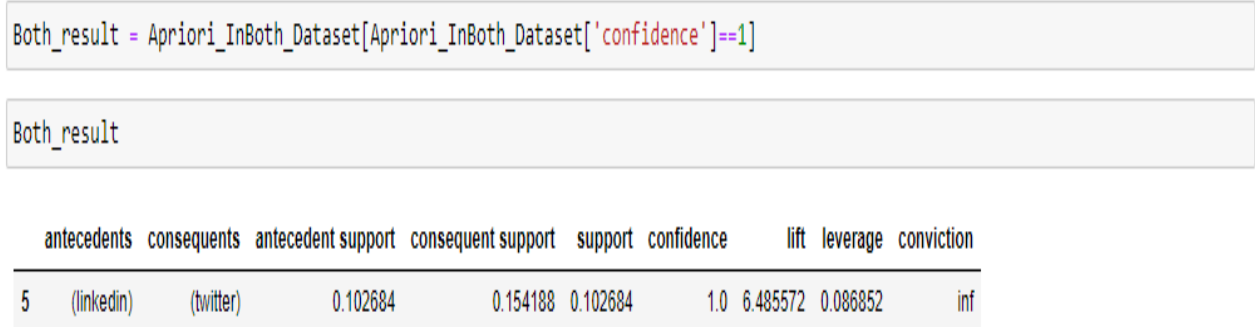 Both_result = Apriori_InBoth_Dataset[Apriori_InBoth_Dataset['confidence']==1]
Both_result
antecedents consequents antecedent support consequent support support confidence lift leverage conviction
5 (linkedin) (twitter) 0.102684 0.154188 0.102684 1.0 6.485572 0.086852 inf